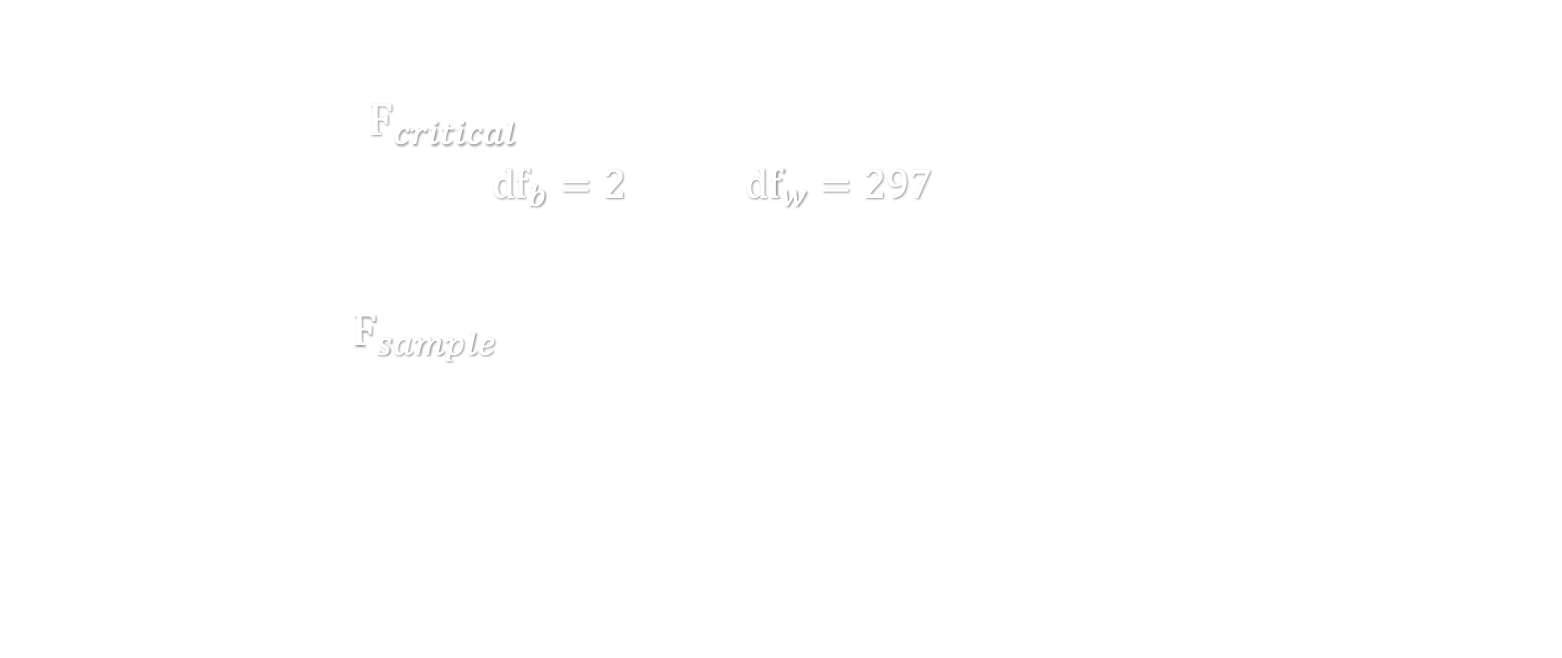 F_critical
df_b = 2 df_w = 297
F_sample